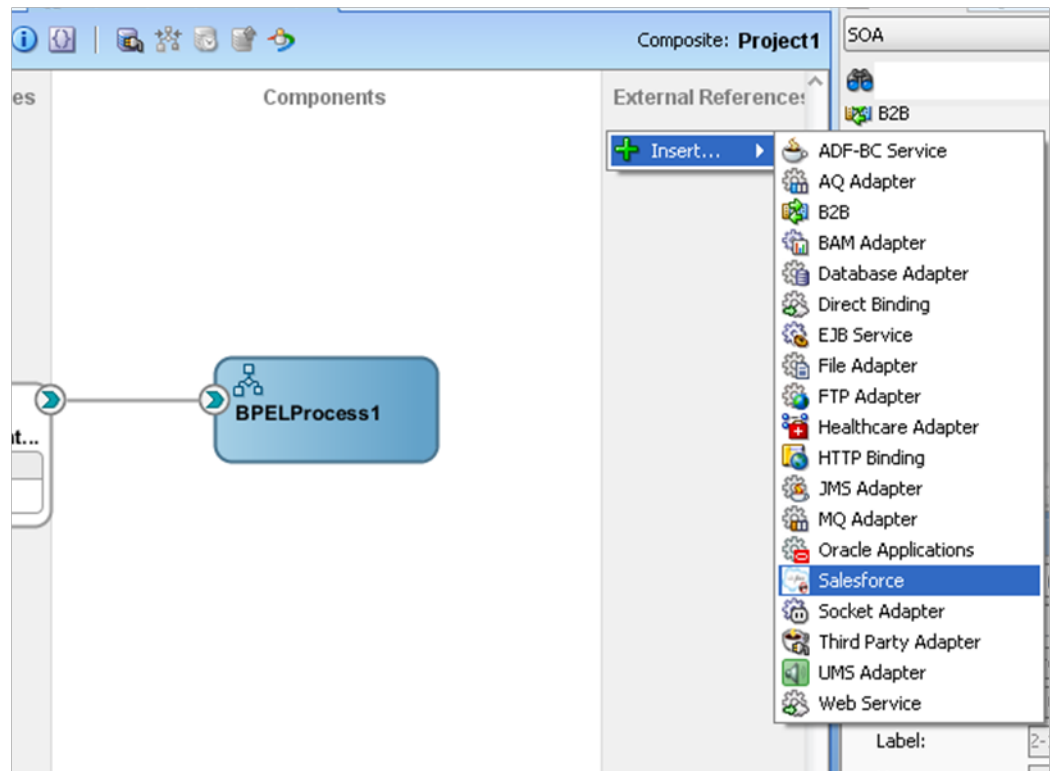 Composite: Project1
SOA
es
Components
External References
B2B
Insert...
ADF-BC Service
AQ Adapter
B2B
BAM Adapter
Database Adapter
Direct Binding
EJB Service
File Adapter
FTP Adapter
Healthcare Adapter
HTTP Binding
JMS Adapter
MQ Adapter
Oracle Applications
Salesforce
Socket Adapter
Third Party Adapter
UMS Adapter
Web Service
BPELProcess1
nt...
Label:
2-